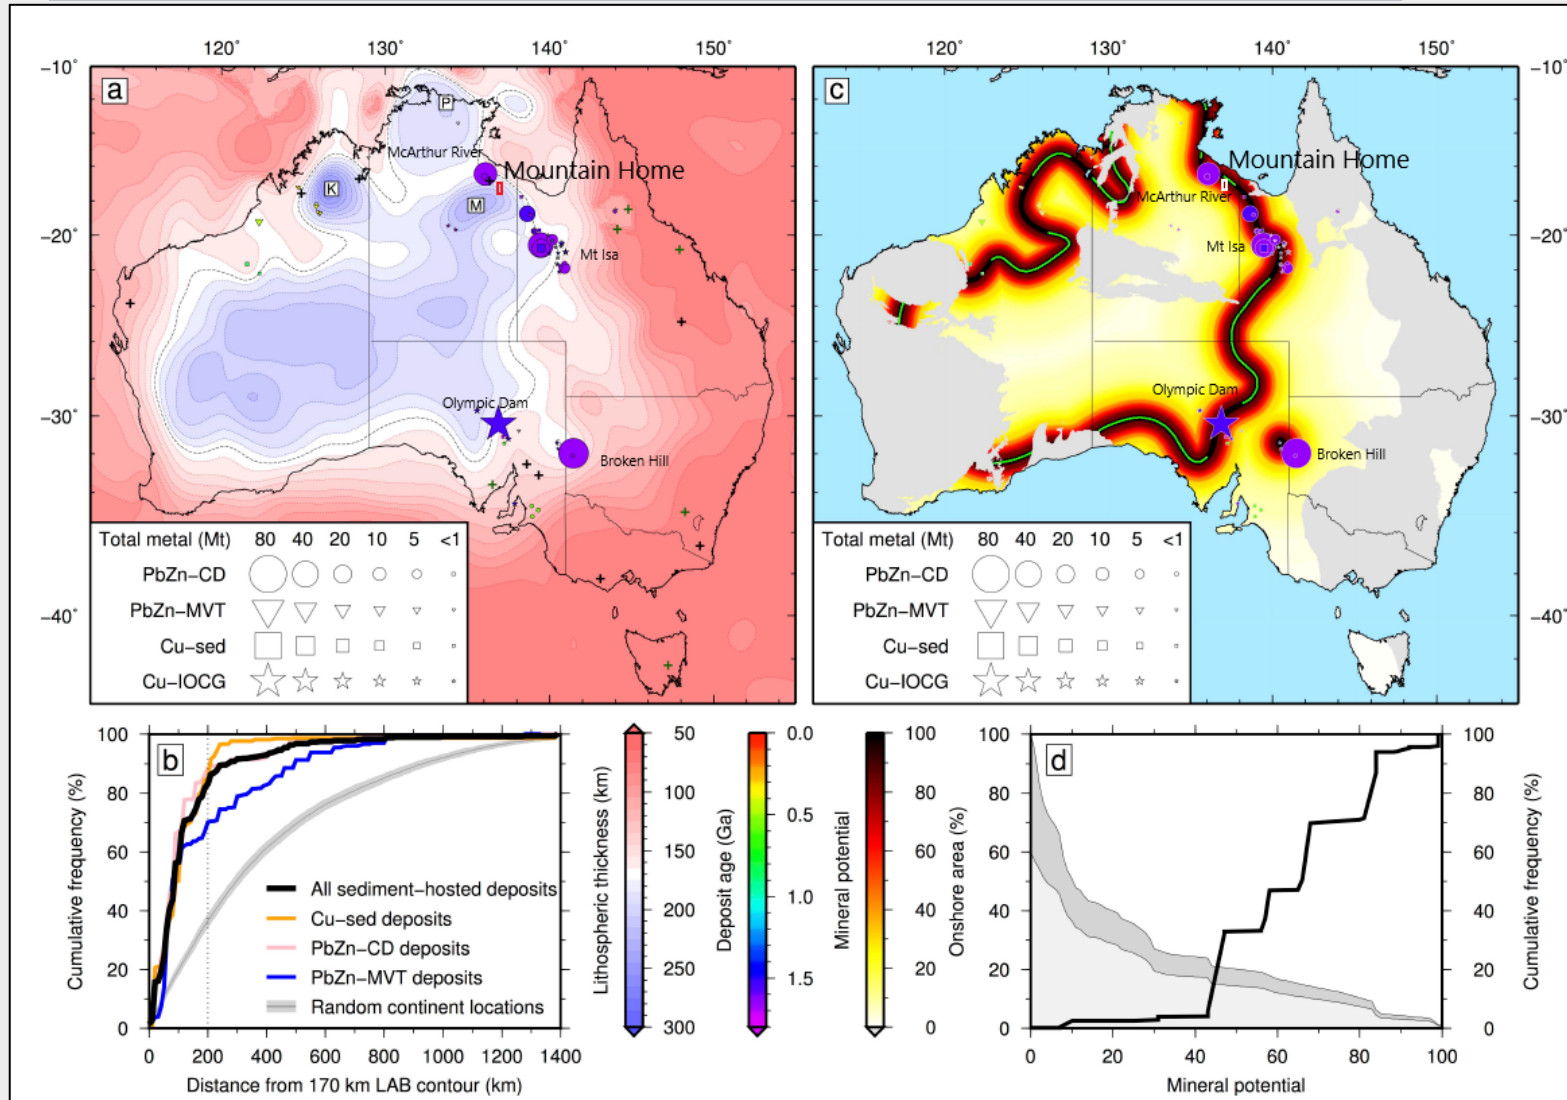 120° 130° 140° 150°
120° 130° 140° 150°
−10° a P −10° c −10°
McArthur River
Mountain Home
K M
−20° −20° −20°
Mt Isa
Olympic Dam
−30° −30° −30°
Broken Hill
−40° −40° −40°
Mountain Home
McArthur River
Mt Isa
Olympic Dam
Broken Hill
Total metal (Mt) 80 40 20 10 5 <1
PbZn−CD
PbZn−MVT
Cu−sed
Cu−IOCG
Total metal (Mt) 80 40 20 10 5 <1
PbZn−CD
PbZn−MVT
Cu−sed
Cu−IOCG
b
Cumulative frequency (%)
100
80
60
40
20
0
All sediment−hosted deposits
Cu−sed deposits
PbZn−CD deposits
PbZn−MVT deposits
Random continent locations
0 200 400 600 800 1000 1200 1400
Distance from 170 km LAB contour (km)
Lithospheric thickness (km)
50
100
150
200
250
300
Deposit age (Ga)
0.0
0.5
1.0
1.5
Mineral potential
100
80
60
40
20
0
d
Onshore area (%)
100
80
60
40
20
0
100
80
60
40
20
0
Cumulative frequency (%)
0 20 40 60 80 100
Mineral potential